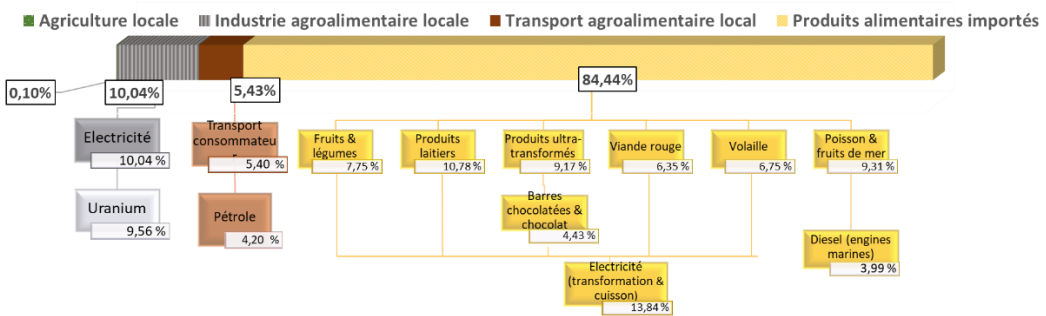 Agriculture locale Industrie agroalimentaire locale Transport agroalimentaire local Produits alimentaires importés
0,10% 10,04% 5,43% 84,44%
Electricité
10,04 %
Transport
consommateu
r
5,40 %
Fruits &
légumes
7,75 %
Produits
laitiers
10,78 %
Produits ultra-
transformés
9,17 %
Viande rouge
6,35 %
Volaille
6,75 %
Poisson &
fruits de mer
9,31 %
Uranium
9,56 %
Pétrole
4,20 %
Barres
chocolatées &
chocolat
4,43 %
Diesel (engines
marines)
3,99 %
Electricité
(transformation &
cuisson)
13,84 %